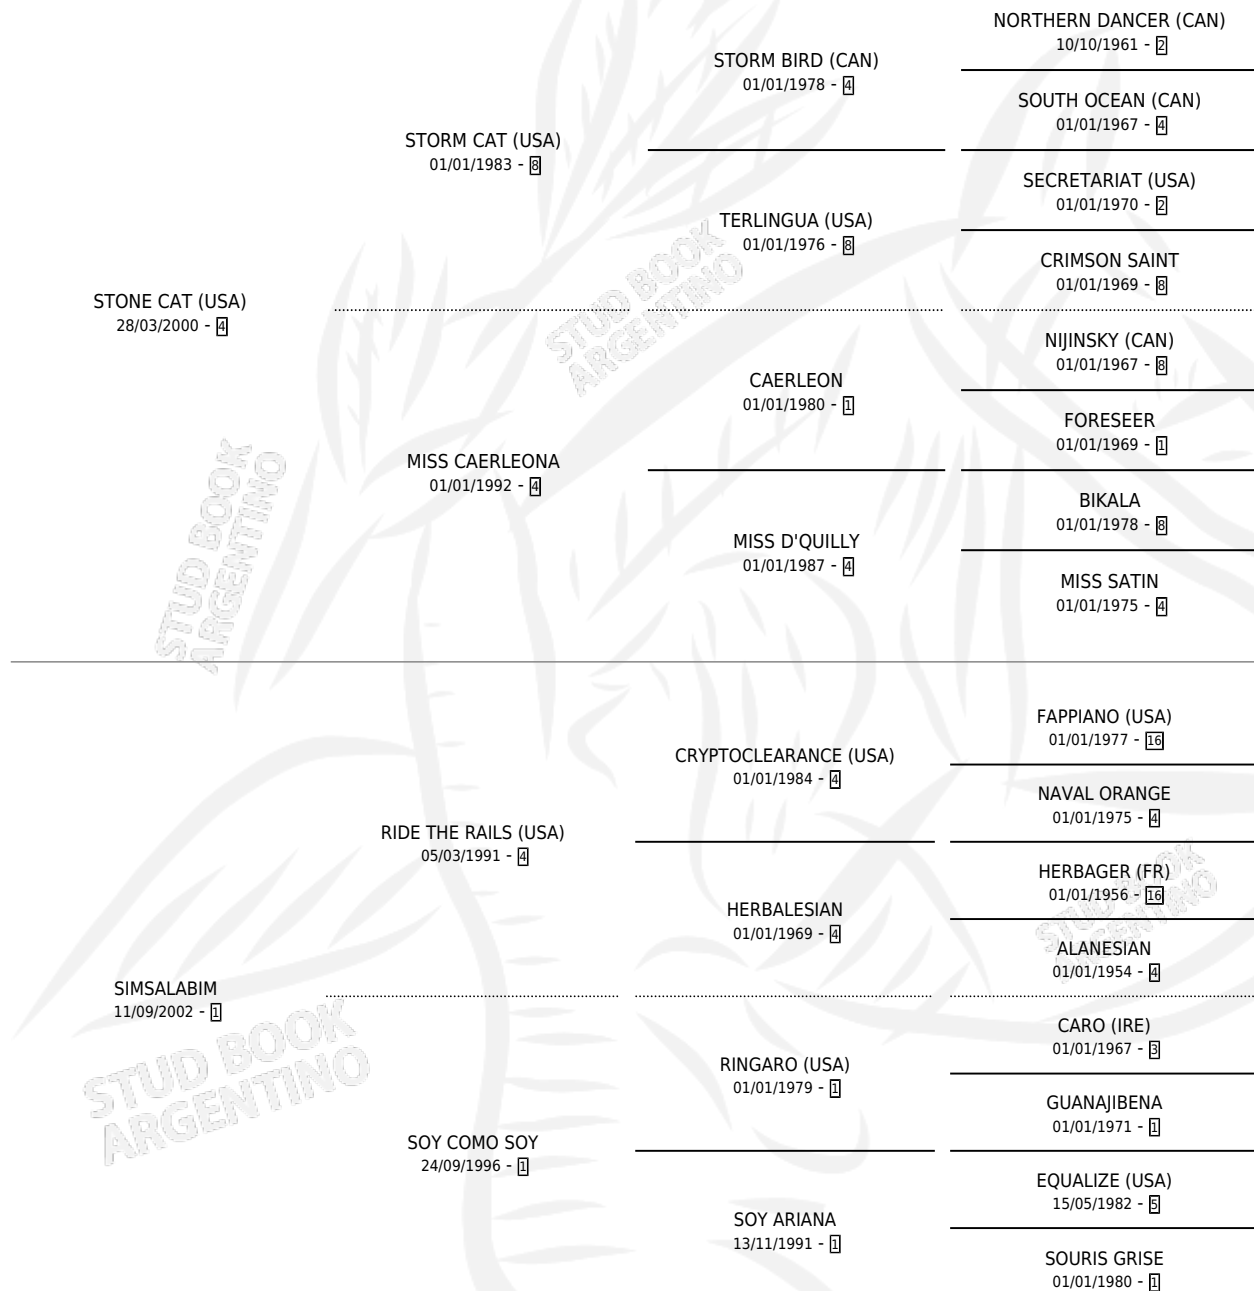 NORTHERN DANCER (CAN)
10/10/1961 - 2
STORM BIRD (CAN)
01/01/1978 - 4
SOUTH OCEAN (CAN)
01/01/1967 - 4
STORM CAT (USA)
01/01/1983 - 8
SECRETARIAT (USA)
01/01/1970 - 2
TERLINGUA (USA)
01/01/1976 - 8
CRIMSON SAINT
01/01/1969 - 8
STONE CAT (USA)
28/03/2000 - 4
NIJINSKY (CAN)
01/01/1967 - 8
CAERLEON
01/01/1980 - 1
FORESEER
01/01/1969 - 1
MISS CAERLEONA
01/01/1992 - 4
BIKALA
01/01/1978 - 8
MISS D'QUILLY
01/01/1987 - 4
MISS SATIN
01/01/1975 - 4
FAPPIANO (USA)
01/01/1977 - 16
CRYPTOCLEARANCE (USA)
01/01/1984 - 4
NAVAL ORANGE
01/01/1975 - 4
RIDE THE RAILS (USA)
05/03/1991 - 4
HERBAGER (FR)
01/01/1956 - 16
HERBALESIAN
01/01/1969 - 4
ALANESIAN
01/01/1954 - 4
SIMSALABIM
11/09/2002 - 1
CARO (IRE)
01/01/1967 - 3
RINGARO (USA)
01/01/1979 - 1
GUANAJIBENA
01/01/1971 - 1
SOY COMO SOY
24/09/1996 - 1
EQUALIZE (USA)
15/05/1982 - 5
SOY ARIANA
13/11/1991 - 1
SOURIS GRISE
01/01/1980 - 1
STUD BOOK
ARGENTINO
STUD BOOK
ARGENTINO
STUD BOOK
ARGENTINO
STUD BOOK
ARGENTINO